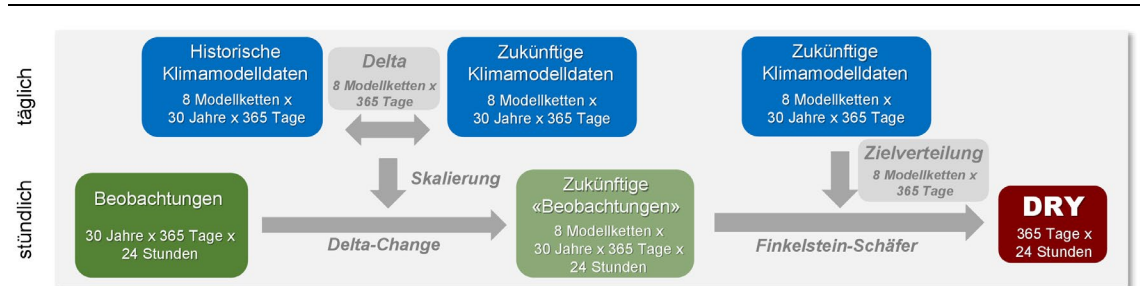 täglich
Historische
Klimamodelldaten
8 Modellketten x
30 Jahre x 365 Tage
Delta
8 Modellketten x
365 Tage
Zukünftige
Klimamodelldaten
8 Modellketten x
30 Jahre x 365 Tage
Zukünftige
Klimamodelldaten
8 Modellketten x
30 Jahre x 365 Tage
stündlich
Beobachtungen
30 Jahre x 365 Tage x
24 Stunden
Skalierung
Delta-Change
Zukünftige
«Beobachtungen»
8 Modellketten x
30 Jahre x 365 Tage x
24 Stunden
Zielverteilung
8 Modellketten x
365 Tage
Finkelstein-Schäfer
DRY
365 Tage x
24 Stunden